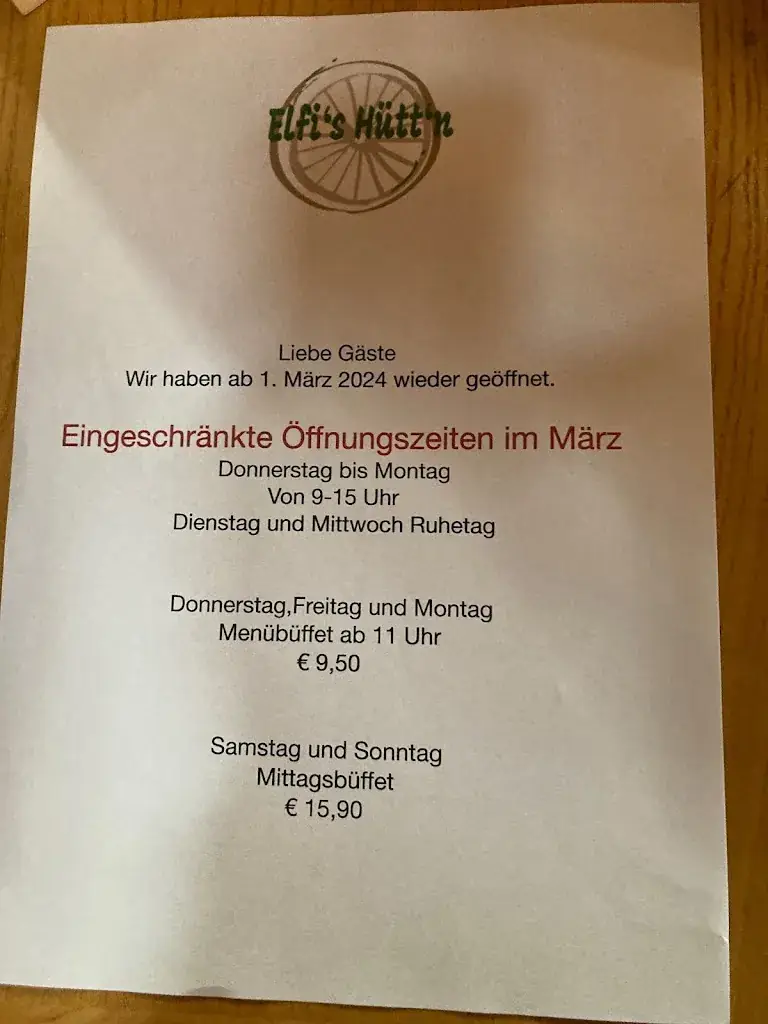 Elfi's Hütt'n
Liebe Gäste
Wir haben ab 1. März 2024 wieder geöffnet.
Eingeschränkte Öffnungszeiten im März
Donnerstag bis Montag
Von 9-15 Uhr
Dienstag und Mittwoch Ruhetag
Donnerstag,Freitag und Montag
Menübüffet ab 11 Uhr
€ 9,50
Samstag und Sonntag
Mittagsbüffet
€ 15,90